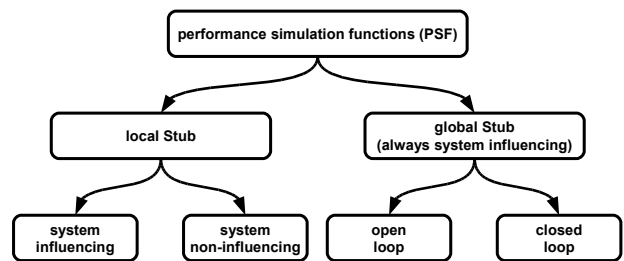 performance simulation functions (PSF)
local Stub
global Stub
(always system influencing)
system
influencing
system
non-influencing
open
loop
closed
loop